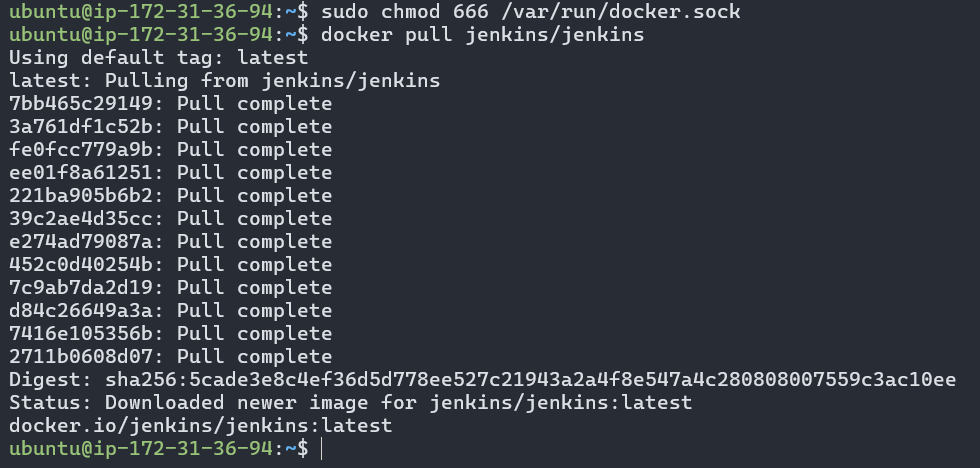 ubuntu@ip-172-31-36-94:~$ sudo chmod 666 /var/run/docker.sock
ubuntu@ip-172-31-36-94:~$ docker pull jenkins/jenkins
Using default tag: latest
latest: Pulling from jenkins/jenkins
7bb465c29149: Pull complete
3a761df1c52b: Pull complete
fe0fcc779a9b: Pull complete
ee01f8a61251: Pull complete
221ba905b6b2: Pull complete
39c2ae4d35cc: Pull complete
e274ad79087a: Pull complete
452c0d40254b: Pull complete
7c9ab7da2d19: Pull complete
d84c26649a3a: Pull complete
7416e105356b: Pull complete
2711b0608d07: Pull complete
Digest: sha256:5cade3e8c4ef36d5d778ee527c21943a2a4f8e547a4c280808007559c3ac10ee
Status: Downloaded newer image for jenkins/jenkins:latest
docker.io/jenkins/jenkins:latest
ubuntu@ip-172-31-36-94:~$